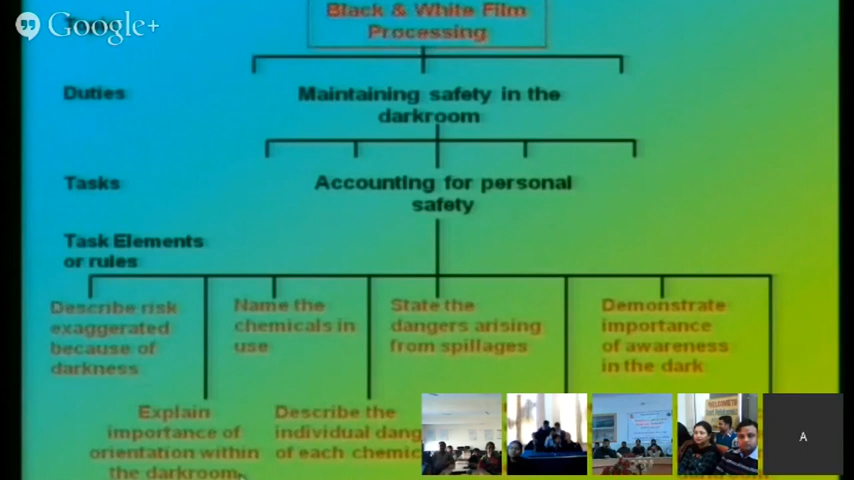 Google+
Black & White Film
Processing
Duties
Maintaining safety in the
darkroom
Tasks
Accounting for personal
safety
Task Elements
or rules
Describe risk
exaggerated
because of
darkness
Name the
chemicals in
use
State the
dangers arising
from spillages
Demonstrate
importance
of awareness
in the dark
Explain
importance of
orientation within
the darkroom
Describe the
individual dang
of each chemic
WELCOME TO
A